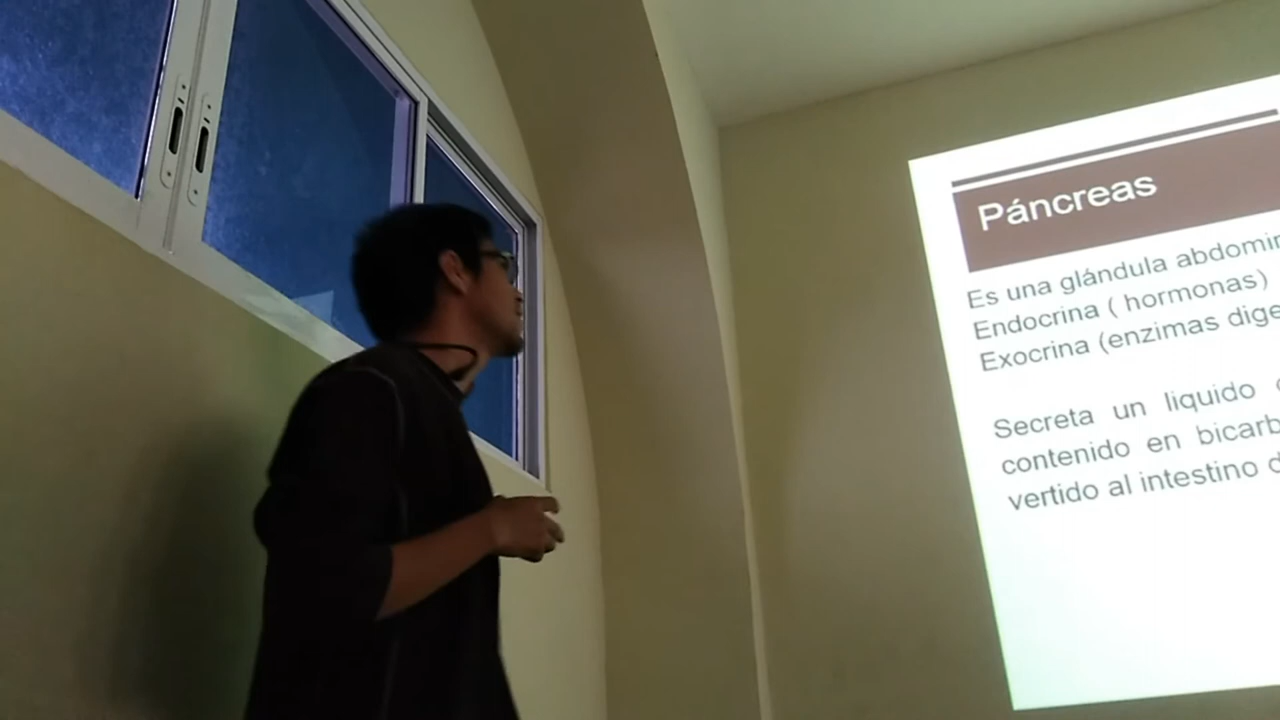 Páncreas
Es una glándula
Endocrina ( hormonas)
Exocrina (enzimas
Secreta un liquido
contenido en
vertido al intestino